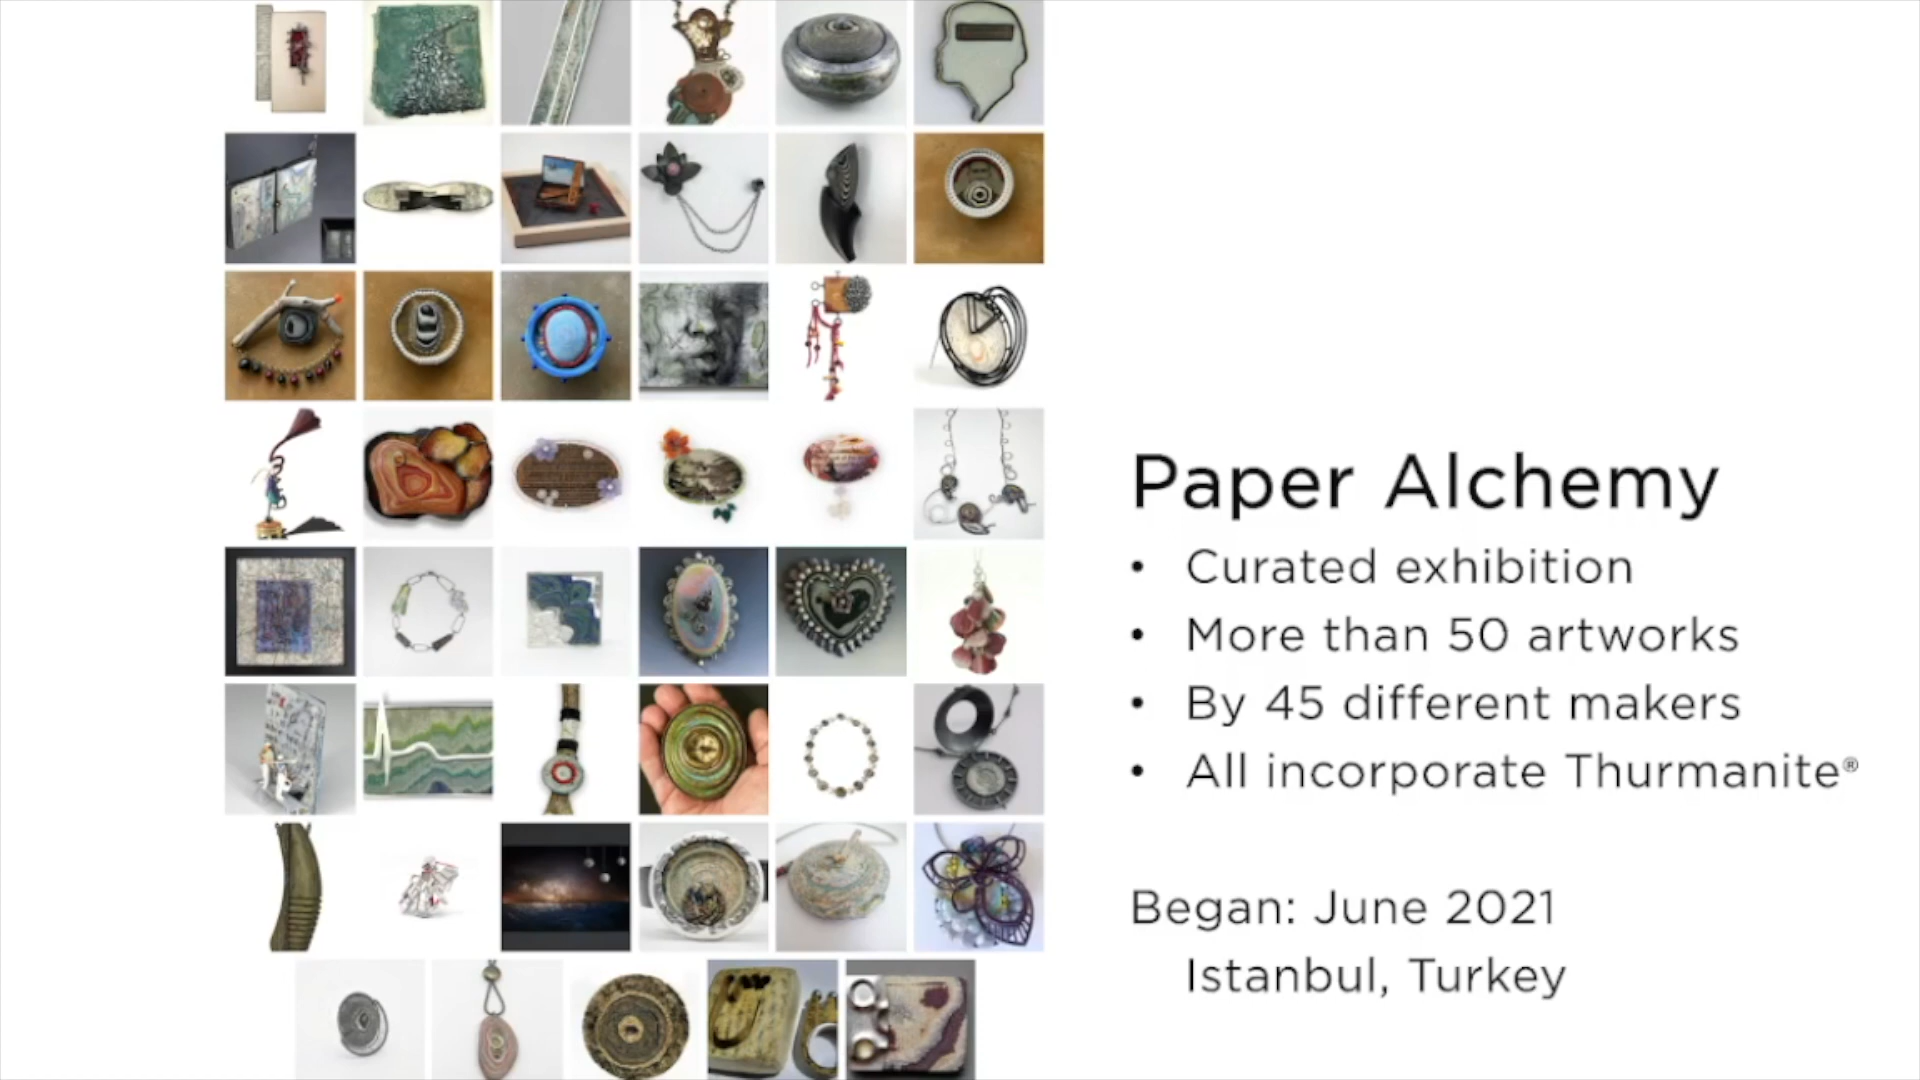 Paper Alchemy
• Curated exhibition
• More than 50 artworks
• By 45 different makers
• All incorporate Thurmanite®
Began: June 2021
Istanbul, Turkey